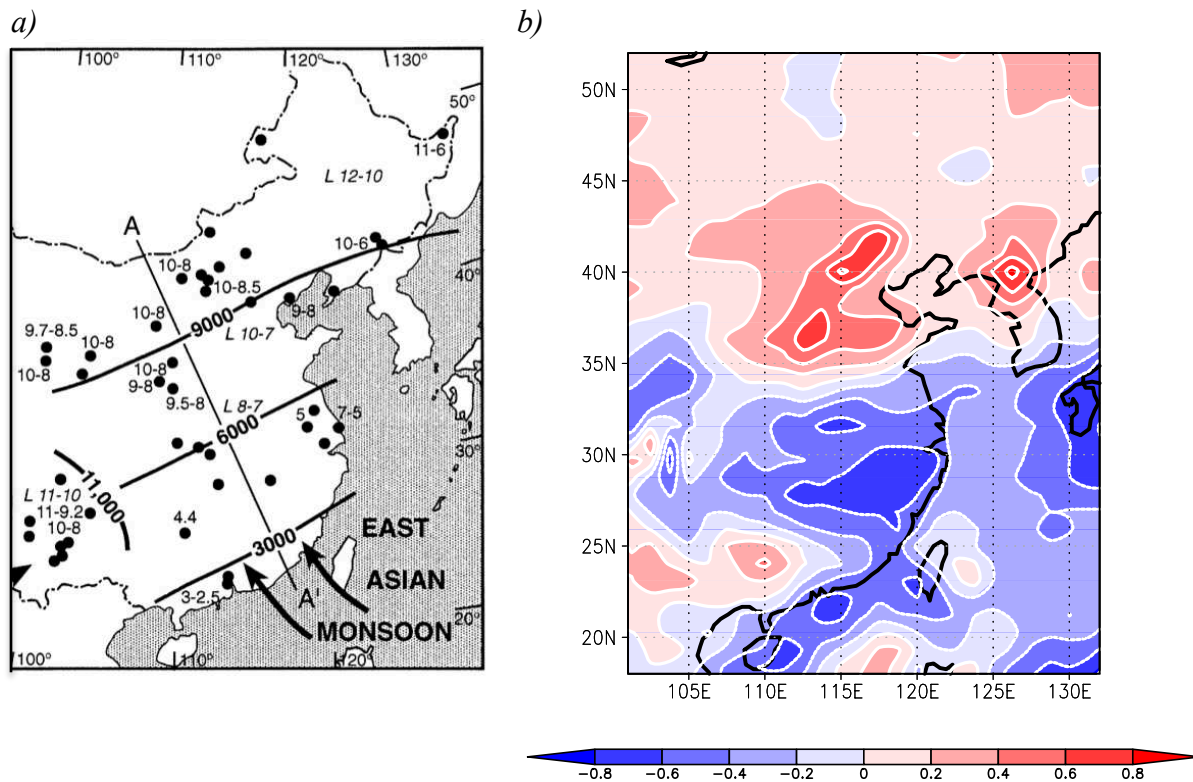 a)
100° 110° 120° 130°
50°
11-6
L 12-10
A
10-6
10-8
40°
10-8.5
10-8
9-8
9000
L 10-7
9.7-8.5
10-8
10-8
10-8
9-8
9.5-8
L 8-7
5
7-5
6000
30°
11,000
L 11-10
11-9.2
10-8
4.4
EAST
3000
ASIAN
3-2.5
A'
20°
MONSOON
100° 110° 120°
b)
50N
45N
40N
35N
30N
25N
20N
105E 110E 115E 120E 125E 130E
-0.8 -0.6 -0.4 -0.2 0 0.2 0.4 0.6 0.8